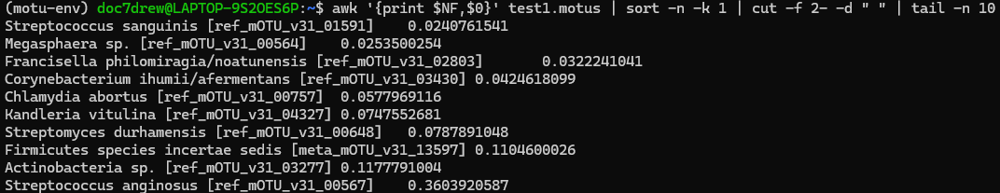 (motu-env) doc7drew@LAPTOP-9S2OES6P:~$ awk '{print $NF,$0}' test1.motus | sort -n -k 1 | cut -f 2- -d " " | tail -n 10
Streptococcus sanguinis [ref_mOTU_v31_01591]    0.0240761541
Megasphaera sp. [ref_mOTU_v31_00564]    0.0253500254
Francisella philomiragia/noatunensis [ref_mOTU_v31_02803]       0.0322241041
Corynebacterium ihumii/afermentans [ref_mOTU_v31_03430] 0.0424618099
Chlamydia abortus [ref_mOTU_v31_00757]  0.0577969116
Kandleria vitulina [ref_mOTU_v31_04327] 0.0747552681
Streptomyces durhamensis [ref_mOTU_v31_00648]   0.0787891048
Firmicutes species incertae sedis [meta_mOTU_v31_13597] 0.1104600026
Actinobacteria sp. [ref_mOTU_v31_03277] 0.1177791004
Streptococcus anginosus [ref_mOTU_v31_00567]    0.3603920587